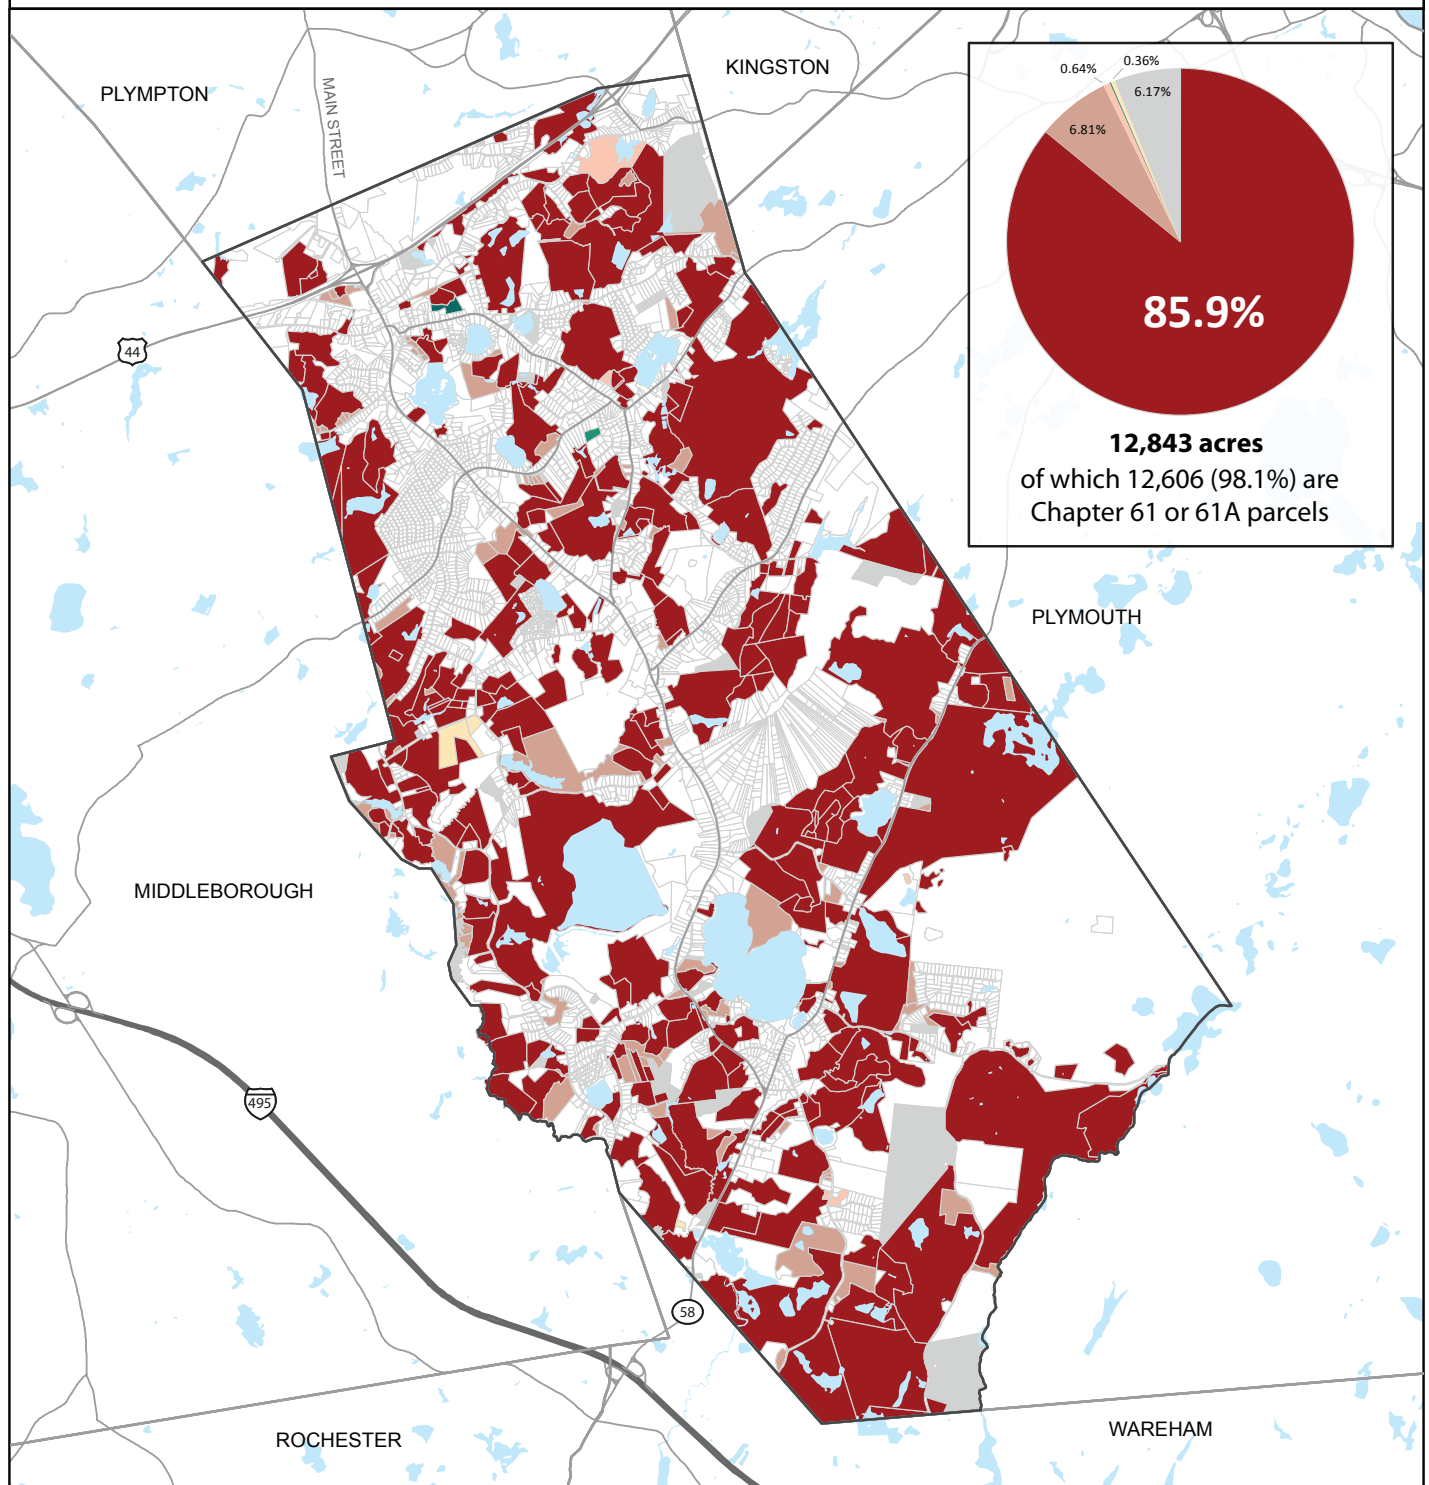 PLYMPTON
KINGSTON
MAIN STREET
0.64%
0.36%
6.17%
6.81%
85.9%
12,843 acres
of which 12,606 (98.1%) are
Chapter 61 or 61A parcels
44
PLYMOUTH
MIDDLEBOROUGH
495
58
ROCHESTER
WAREHAM